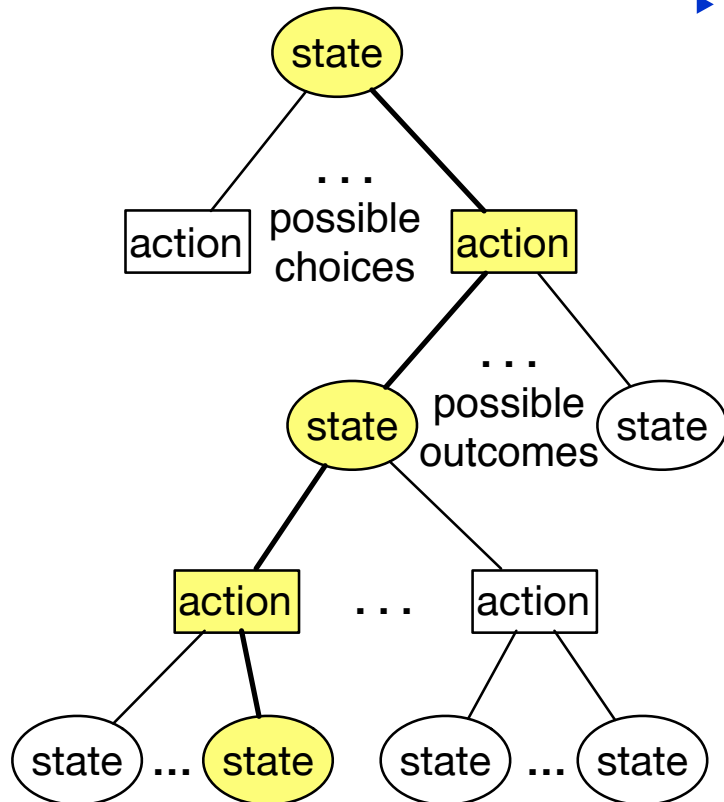 state
. . .
action
possible
choices
action
. . .
state
possible
outcomes
state
action
. . .
action
state
...
state
state
...
state